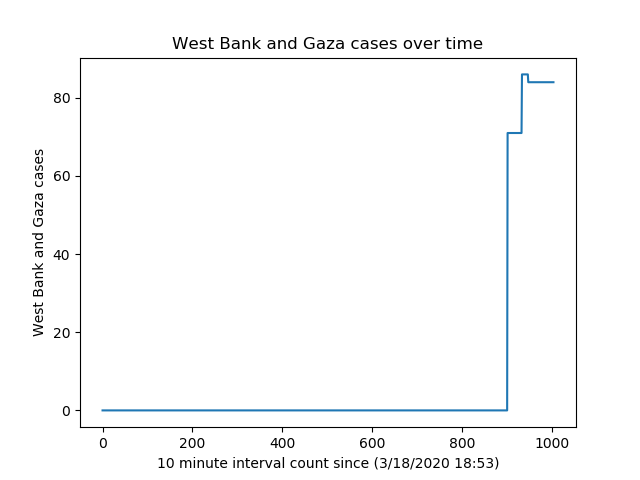 West Bank and Gaza cases over time
West Bank and Gaza cases
80
60
40
20
0
0 200 400 600 800 1000
10 minute interval count since (3/18/2020 18:53)